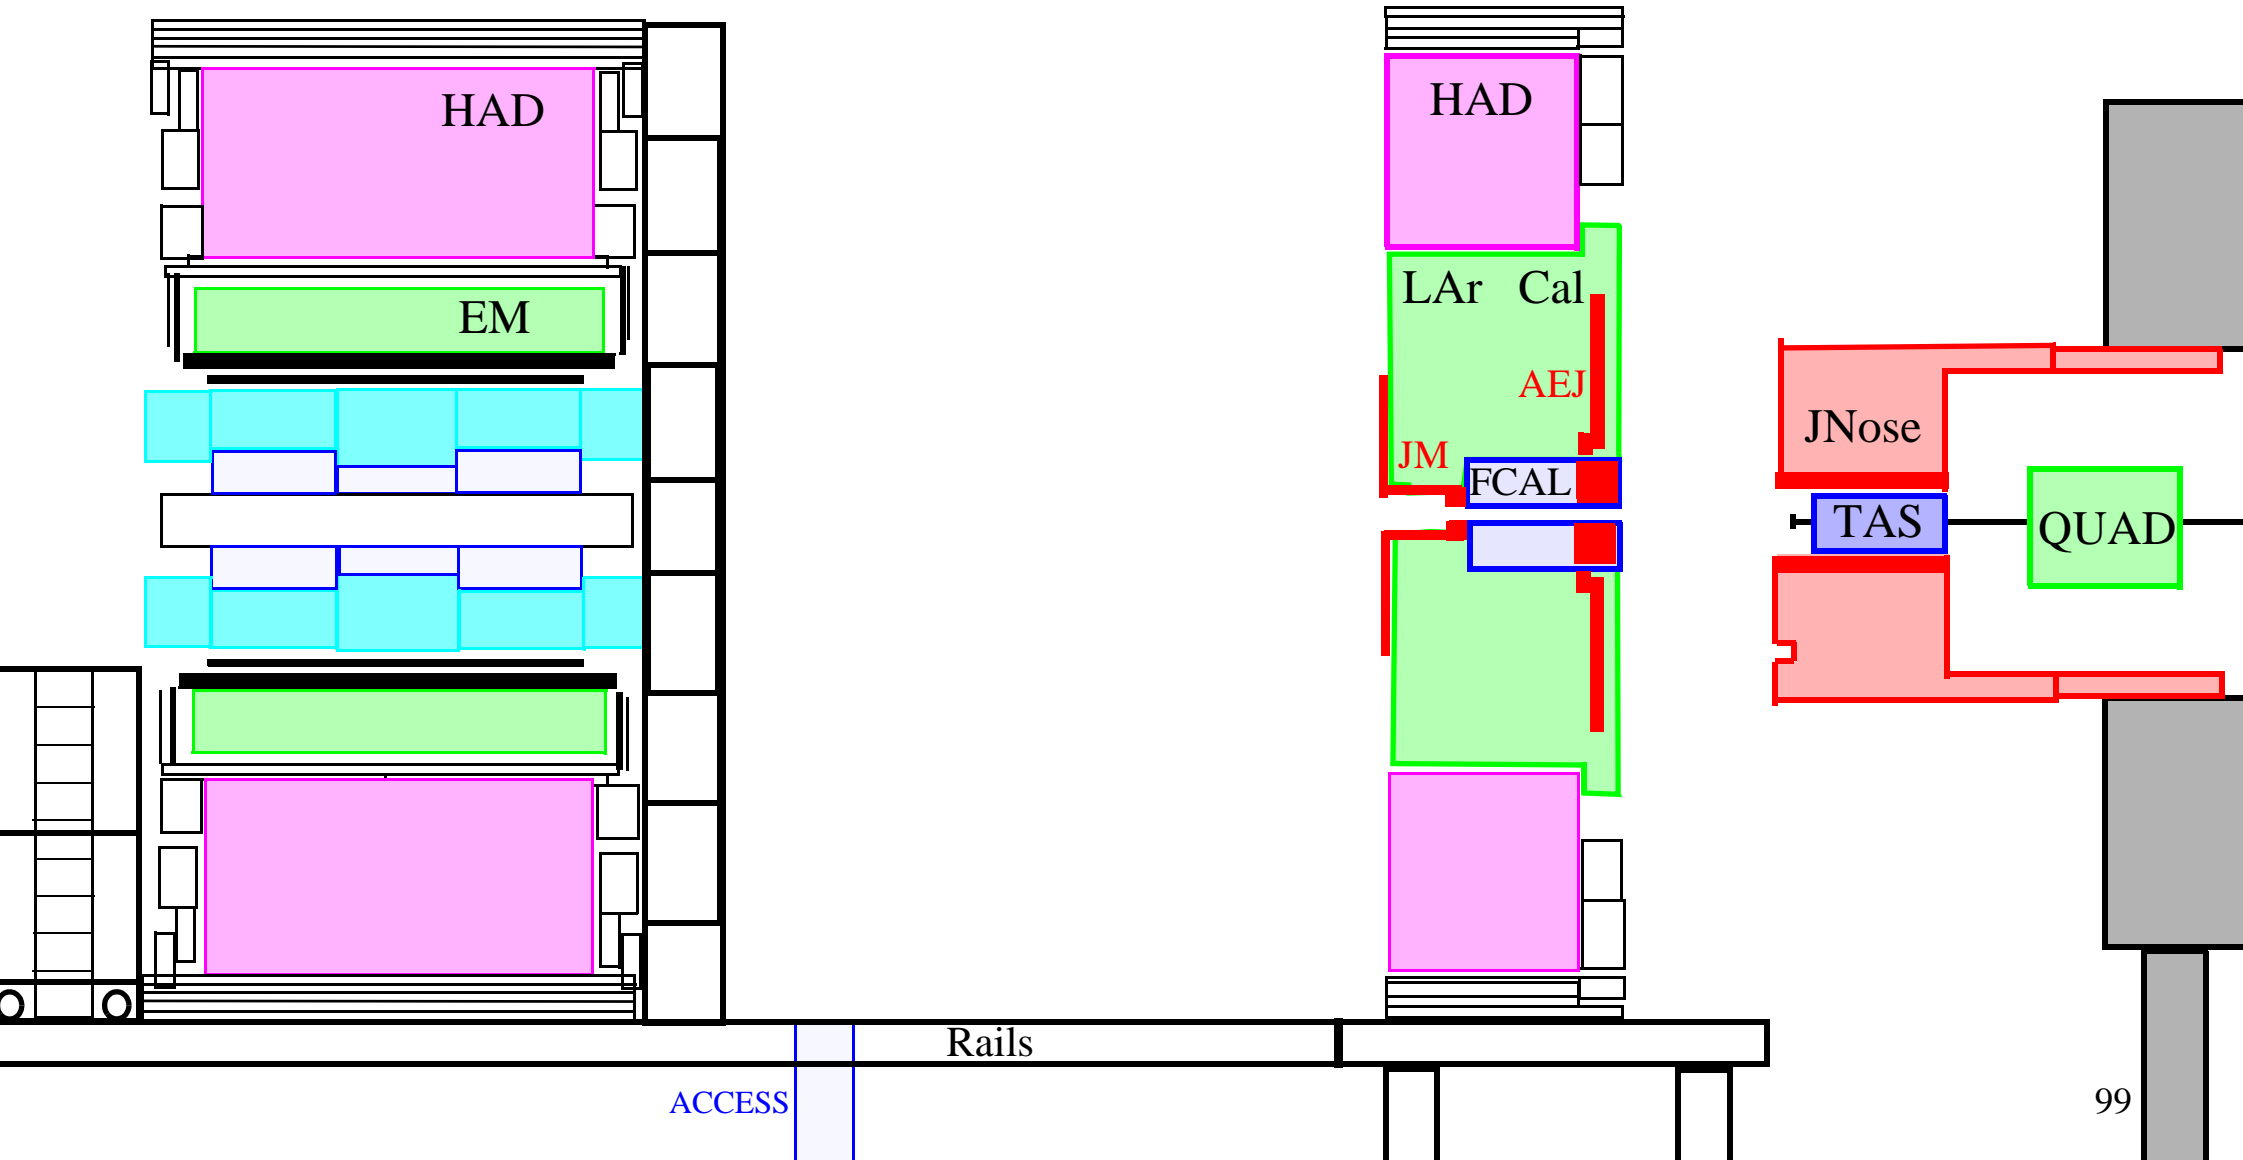 HAD
HAD
EM
LAr Cal
AEJ
JM
FCAL
JNose
TAS
QUAD
Rails
ACCESS
99